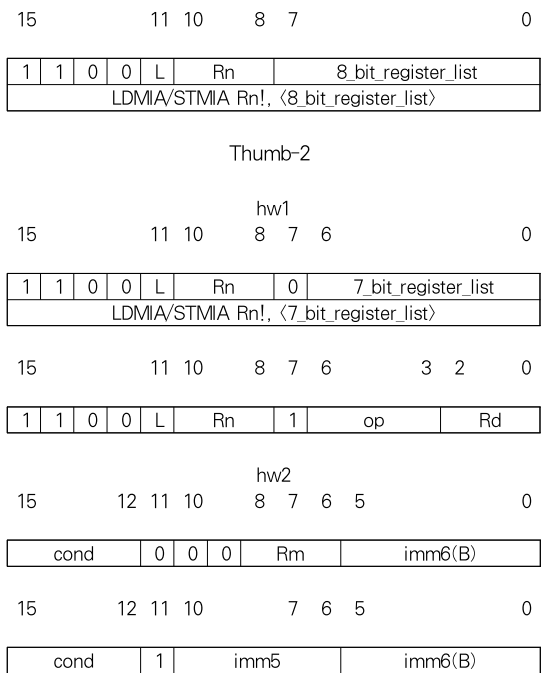 15 11 10 8 7 0
1 1 0 0 L Rn 8_bit_register_list
LDMIA/STMIA Rn!, 〈8_bit_register_list〉
Thumb-2
hw1
15 11 10 8 7 6 0
1 1 0 0 L Rn 0 7_bit_register_list
LDMIA/STMIA Rn!, 〈7_bit_register_list〉
15 11 10 8 7 6 3 2 0
1 1 0 0 L Rn 1 op Rd
hw2
15 12 11 10 8 7 6 5 0
cond 0 0 0 Rm imm6(B)
15 12 11 10 7 6 5 0
cond 1 imm5 imm6(B)